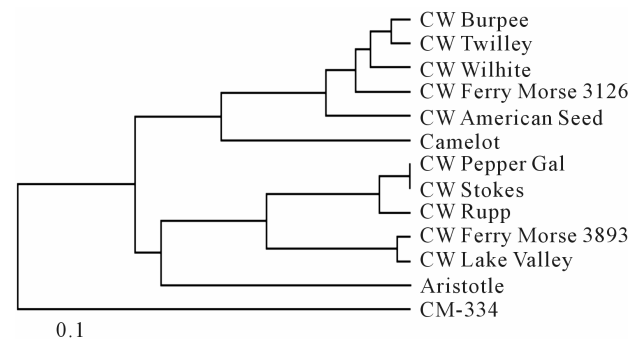 CW Burpee
CW Twilley
CW Wilhite
CW Ferry Morse 3126
CW American Seed
Camelot
CW Pepper Gal
CW Stokes
CW Rupp
CW Ferry Morse 3893
CW Lake Valley
Aristotle
CM-334
0.1